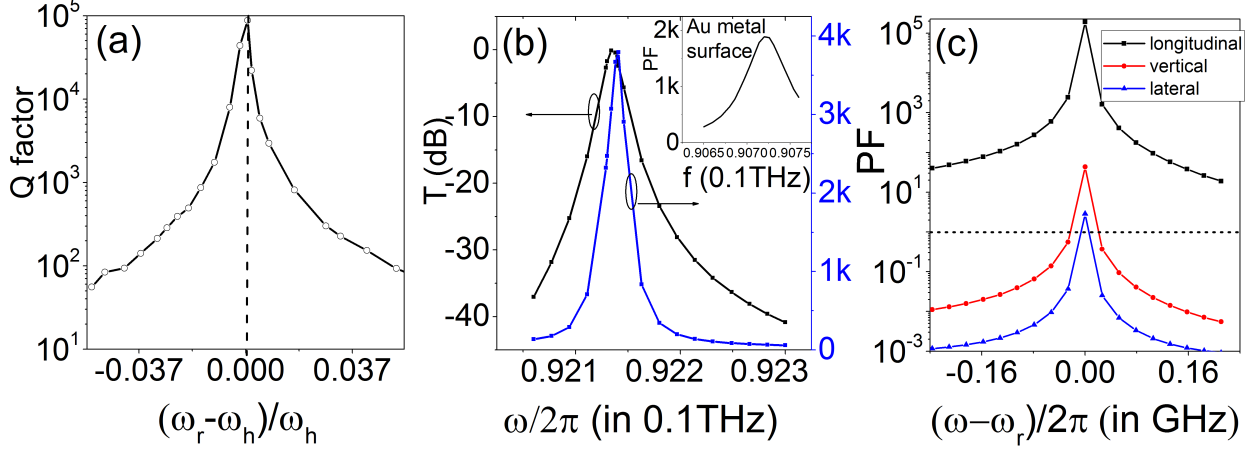 (a)
Q factor
10^5
10^4
10^3
10^2
10^1
-0.037 0.000 0.037
(ω_r-ω_h)/ω_h
(b)
T (dB)
0
-10
-20
-30
-40
4k
3k
2k
1k
0
0.921 0.922 0.923
ω/2π (in 0.1THz)
Au metal
surface
PF
2k
1k
0
0.9065 0.9070 0.9075
f (0.1THz)
(c)
PF
10^5
10^3
10^1
10^-1
10^-3
longitudinal
vertical
lateral
-0.16 0.00 0.16
(ω−ω_r)/2π (in GHz)